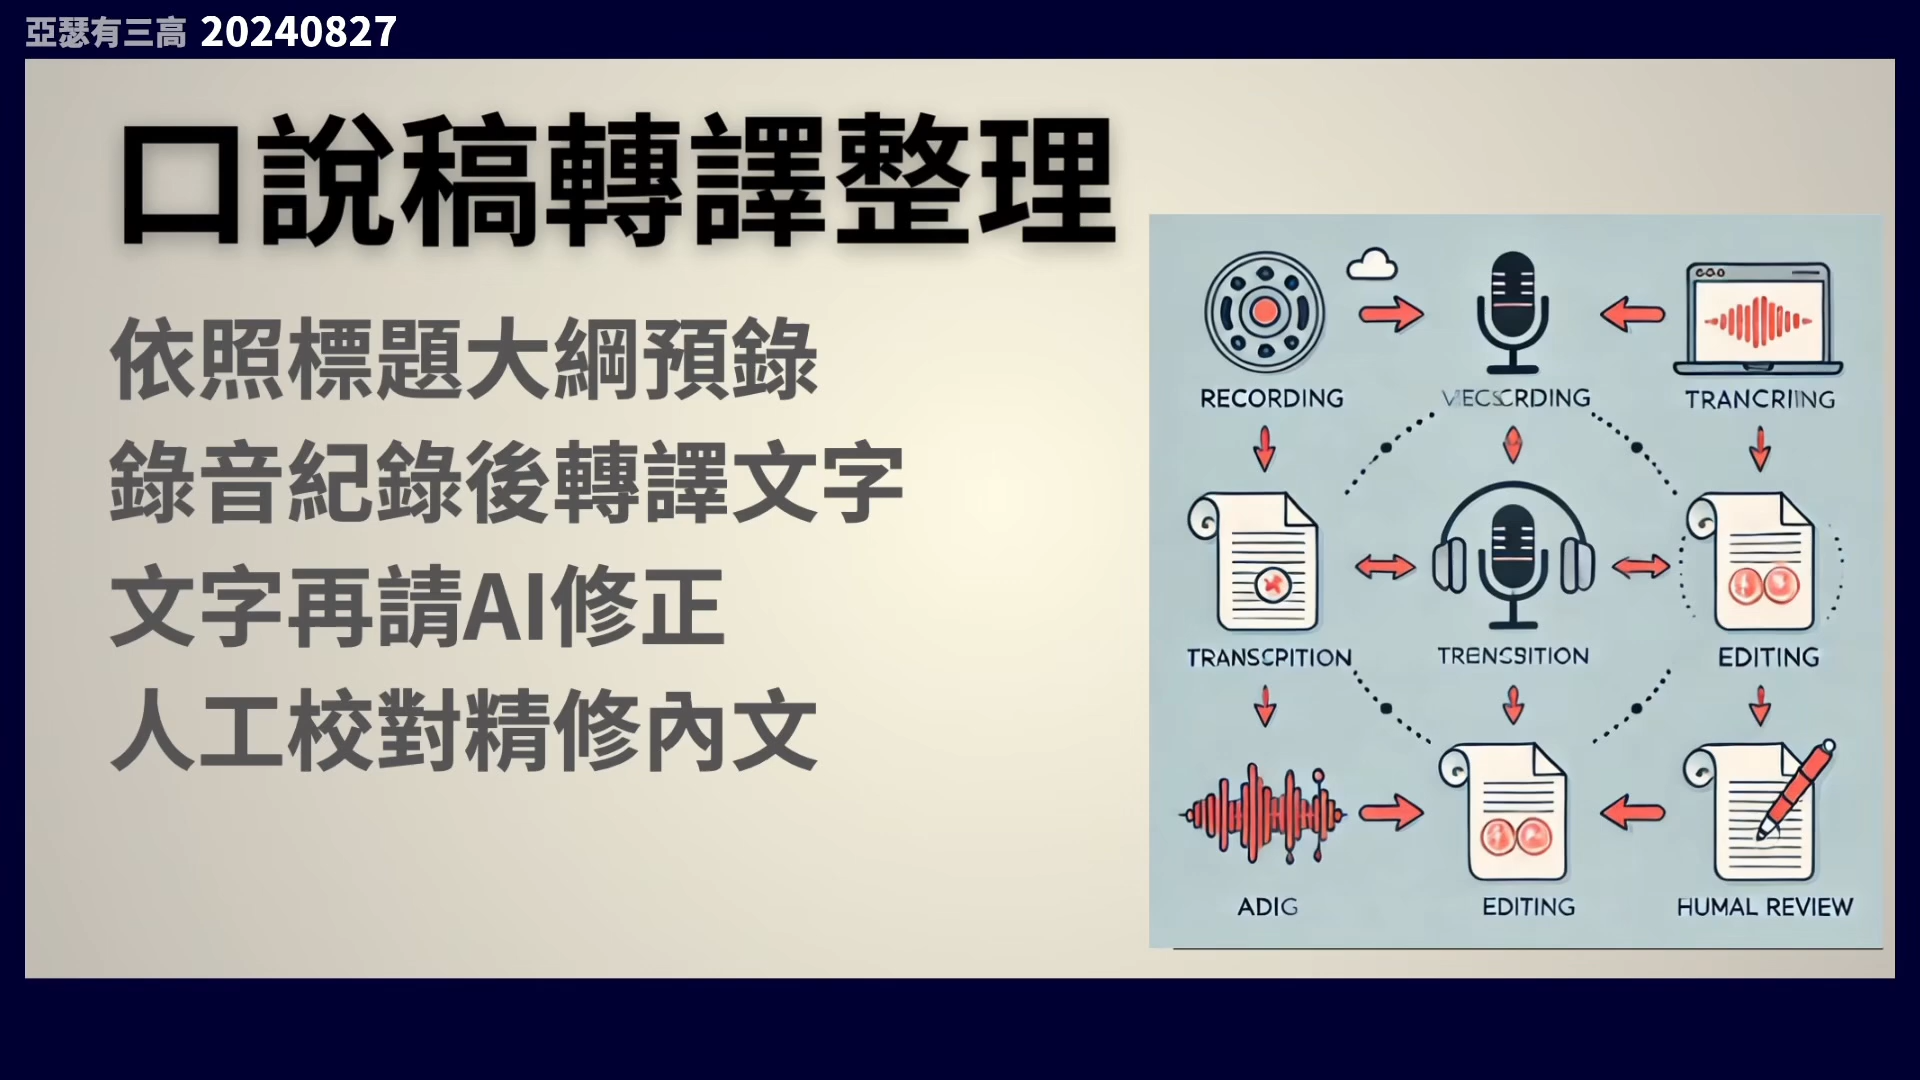 亞瑟有三高 20240827
口說稿轉譯整理
依照標題大綱預錄
錄音紀錄後轉譯文字
文字再請AI修正
人工校對精修內文
RECORDING
TRANCRIING
TRANSCPITION
TRENCSITION
EDITING
ADIG
EDITING
HUMAL REVIEW